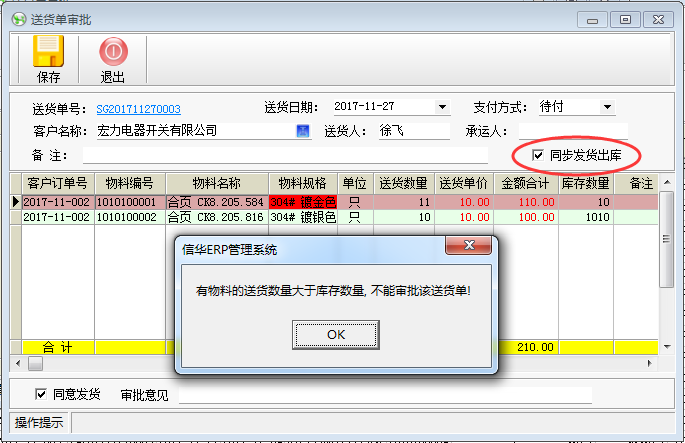 送货单审批
保存 退出
送货单号: SG201711270003 送货日期: 2017-11-27 支付方式: 待付
客户名称: 宏力电器开关有限公司 送货人: 徐飞 承运人:
备 注: 同步发货出库
客户订单号 物料编号 物料名称 物料规格 单位 送货数量 送货单价 金额合计 库存数量 备注
2017-11-002 1010100001 合页 CK8.205.584 304# 镀金色 只 11 10.00 110.00 10
2017-11-002 1010100002 合页 CK8.205.816 304# 镀银色 只 10 10.00 100.00 1010
信华ERP管理系统
有物料的送货数量大于库存数量, 不能审批该送货单!
OK
合 计 210.00
同意发货 审批意见
操作提示